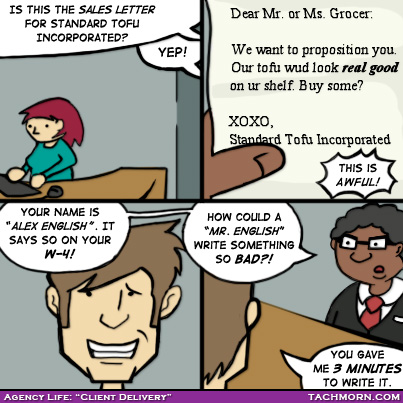 IS THIS THE SALES LETTER
FOR STANDARD TOFU
INCORPORATED?
YEP!
Dear Mr. or Ms. Grocer:
We want to proposition you.
Our tofu wud look real good
on ur shelf. Buy some?
XOXO,
Standard Tofu Incorporated
THIS IS
AWFUL!
YOUR NAME IS
"ALEX ENGLISH". IT
SAYS SO ON YOUR
W-4!
HOW COULD A
"MR. ENGLISH"
WRITE SOMETHING
SO BAD?!
YOU GAVE
ME 3 MINUTES
TO WRITE IT.
AGENCY LIFE: "CLIENT DELIVERY"
TACHMORN.COM